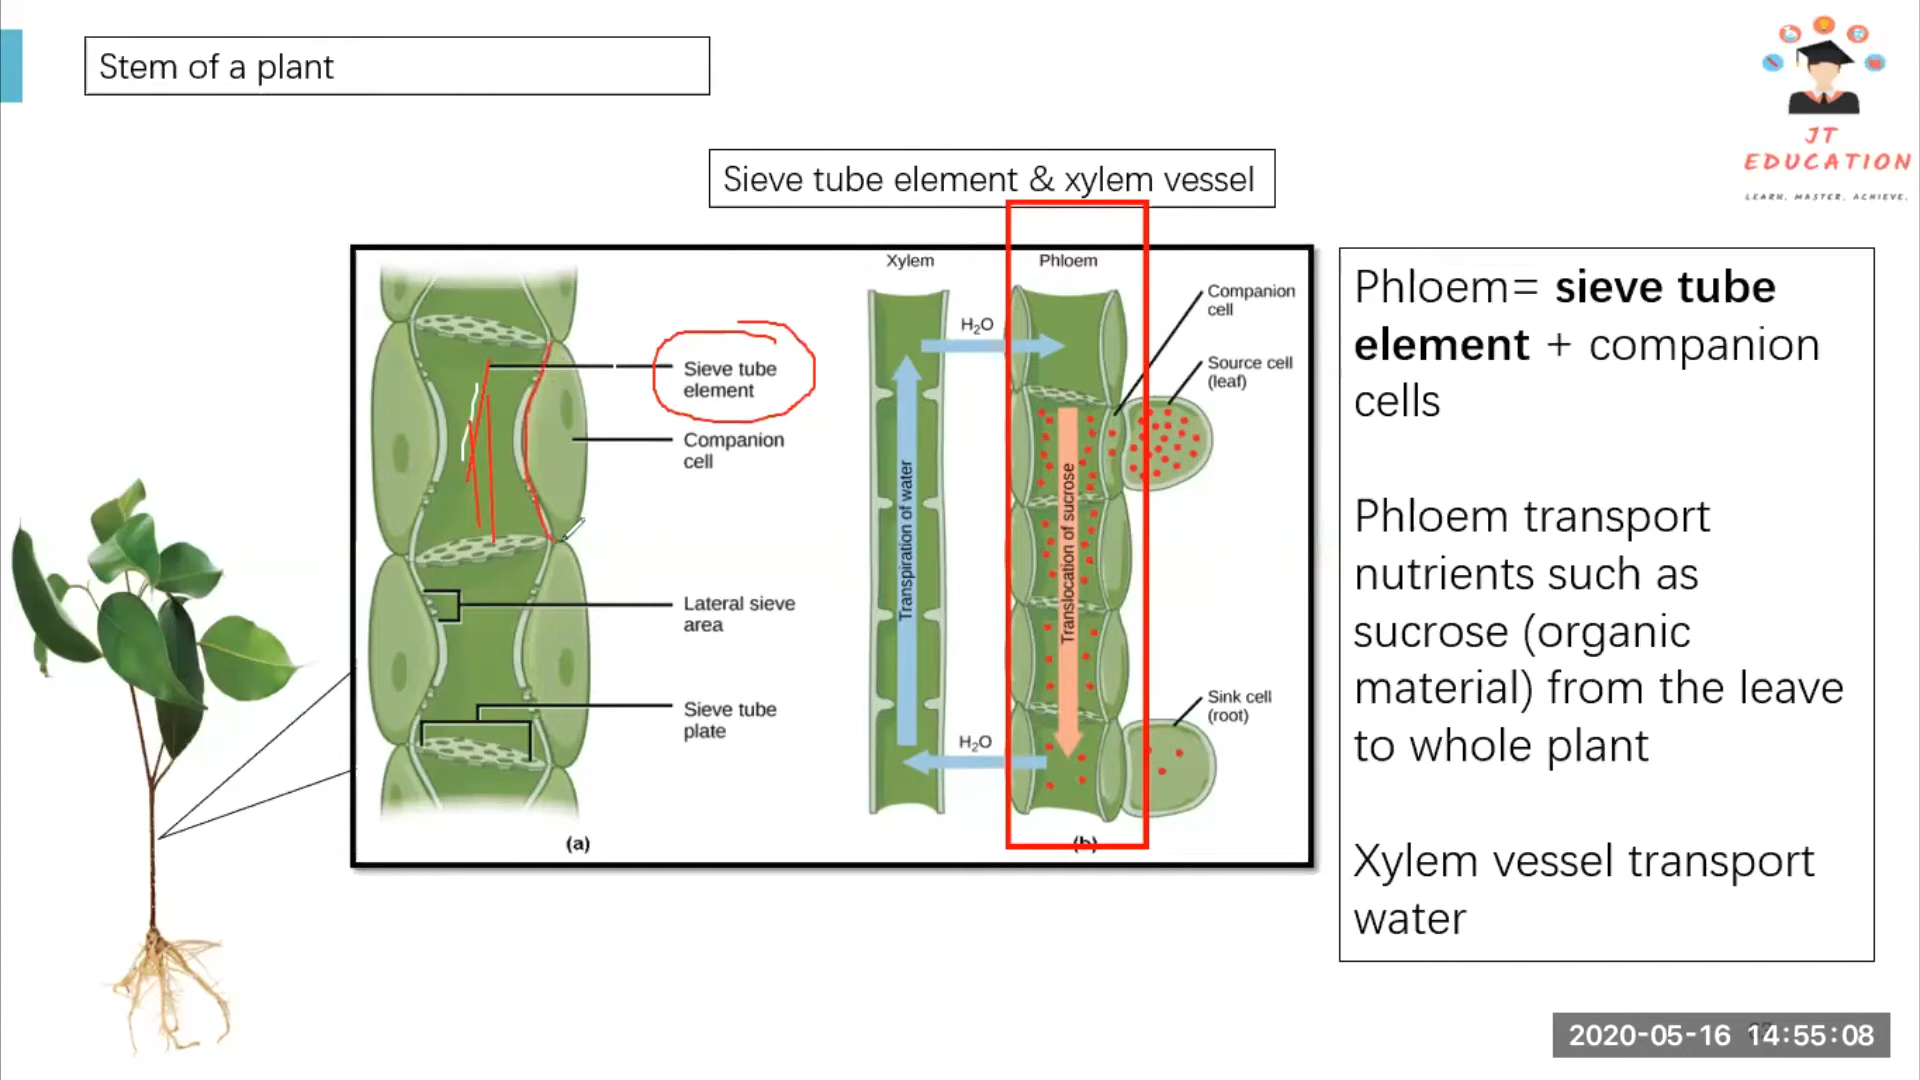 Stem of a plant
JT
EDUCATION
LEARN. MASTER. ACHIEVE.
Sieve tube element & xylem vessel
Sieve tube
element
Companion
cell
Lateral sieve
area
Sieve tube
plate
(a)
Xylem
Phloem
H₂O
Companion
cell
Source cell
(leaf)
Transpiration of water
Translocation of sucrose
Sink cell
(root)
H₂O
(b)
Phloem= sieve tube
element + companion
cells
Phloem transport
nutrients such as
sucrose (organic
material) from the leave
to whole plant
Xylem vessel transport
water
2020-05-16 14:55:08